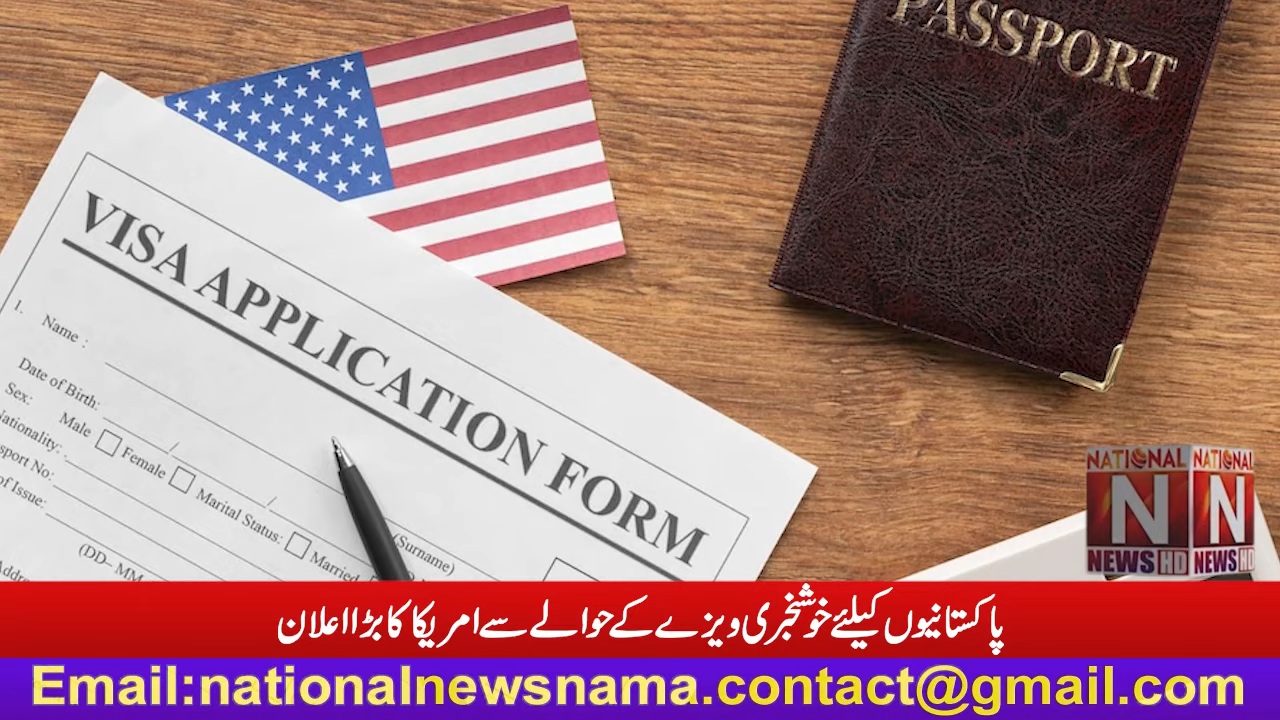 PASSPORT
VISA APPLICATION FORM
1. Name :
Date of Birth:
Sex: Male Female Marital Status: Married
Nationality:
(Surname)
of Issue:
(DD- MM
NATIONAL
N
NEWS HD
NATIONAL
N
NEWS HD
پاکستانیوں کیلئے خوشخبری ویزے کے حوالے سے امریکا کا بڑا اعلان
Email:nationalnewsnama.contact@gmail.com